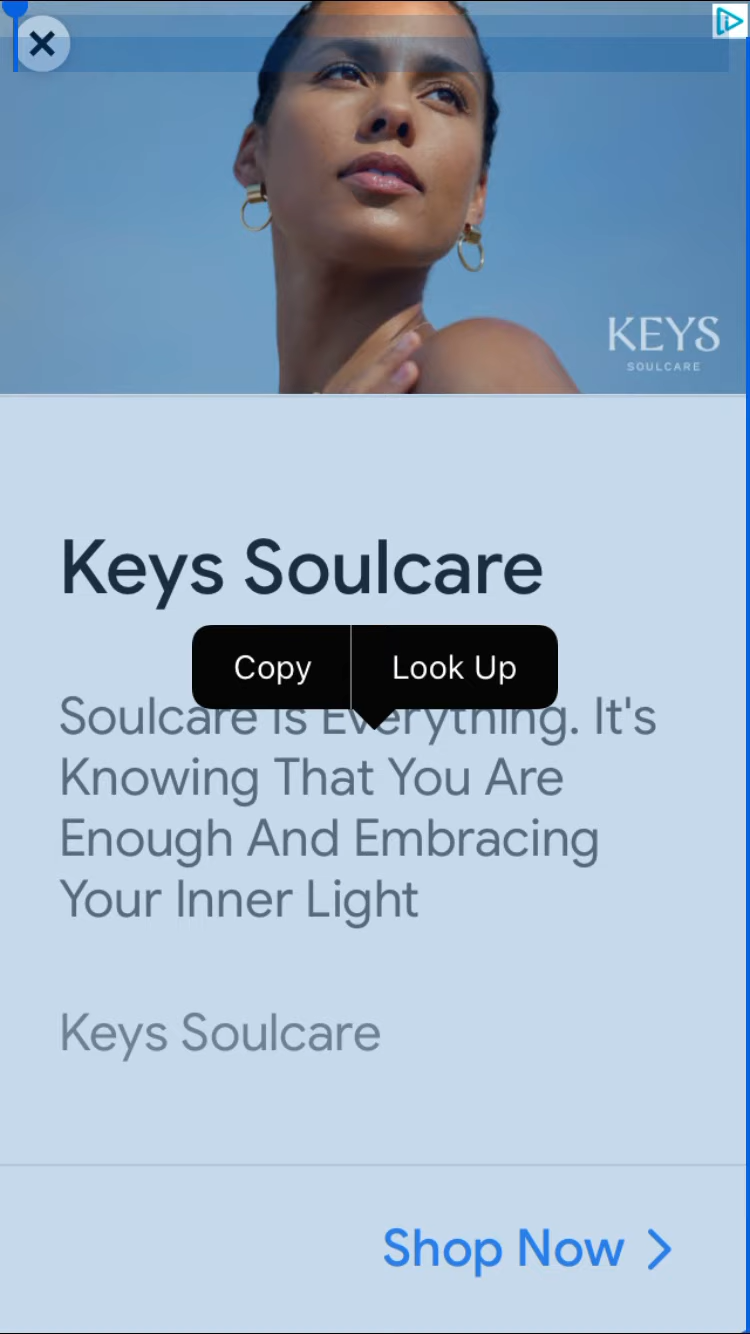 KEYS
SOULCARE
Keys Soulcare
Copy
Look Up
Soulcare Is Everything. It's
Knowing That You Are
Enough And Embracing
Your Inner Light
Keys Soulcare
Shop Now